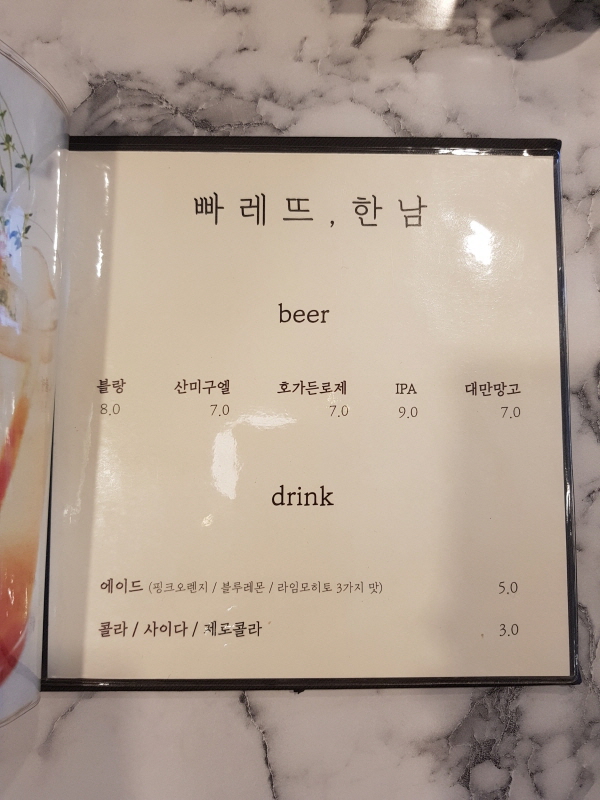 빠레뜨, 한남
beer
블랑 산미구엘 호가든로제 IPA 대만망고
8.0 7.0 7.0 9.0 7.0
drink
에이드 (핑크오렌지 / 블루레몬 / 라임모히토 3가지 맛) 5.0
콜라 / 사이다 / 제로콜라 3.0